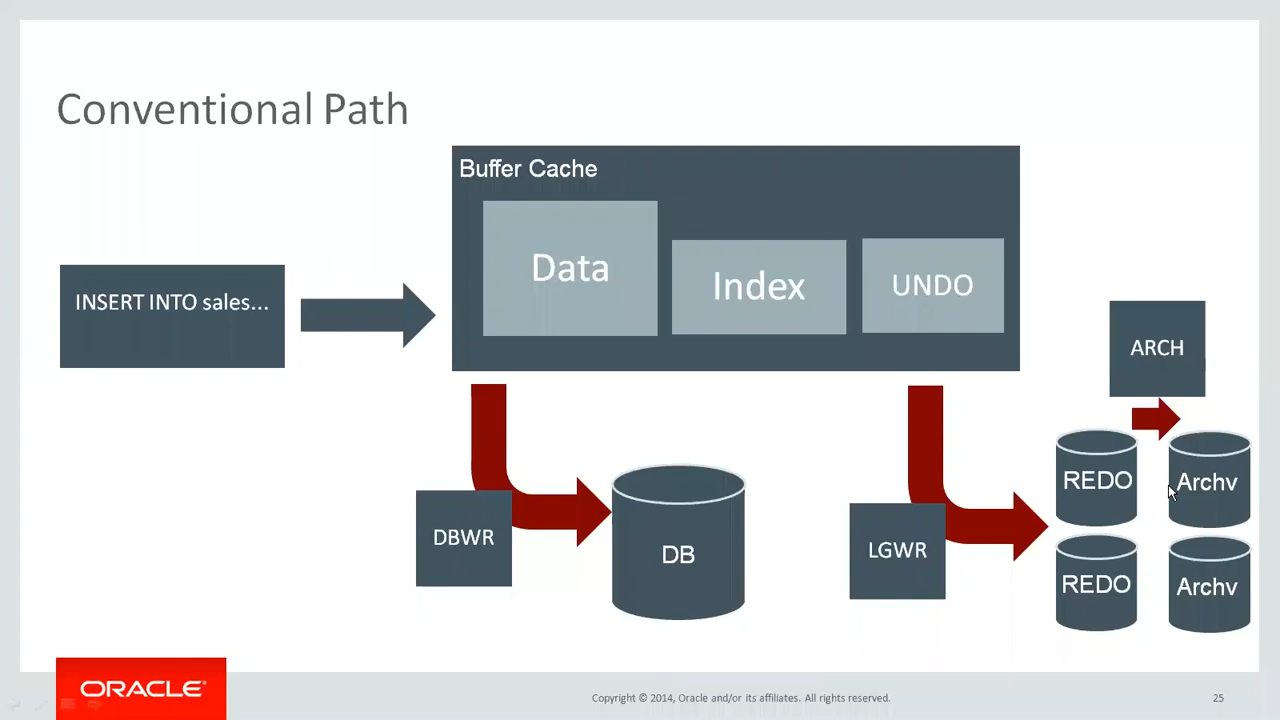 Conventional Path
Buffer Cache
Data
Index
UNDO
INSERT INTO sales...
ARCH
REDO
Archv
DBWR
DB
LGWR
REDO
Archv
ORACLE®
Copyright © 2014, Oracle and/or its affiliates. All rights reserved.
25